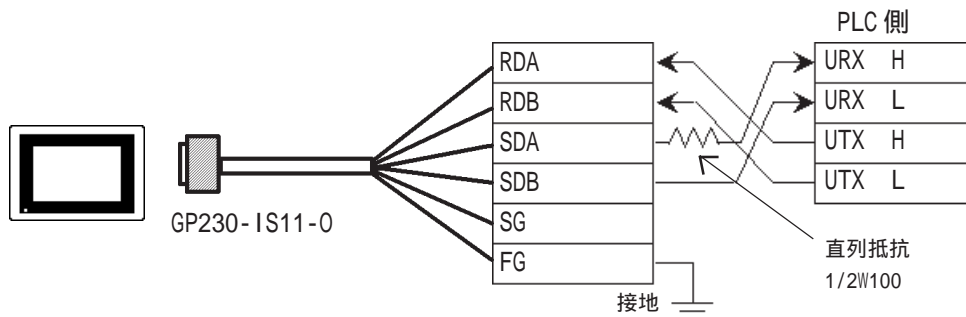 PLC 側
RDA
RDB
SDA
SDB
SG
FG
URX H
URX L
UTX H
UTX L
GP230-IS11-O
直列抵抗
1/2W100
接地